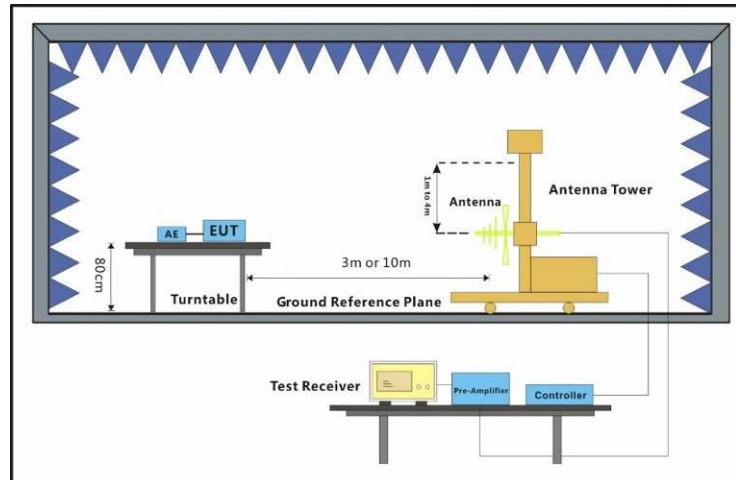 1m to 4m
Antenna
Antenna Tower
AE
EUT
80cm
3m or 10m
Turntable
Ground Reference Plane
Test Receiver
Pre-Amplifier
Controller